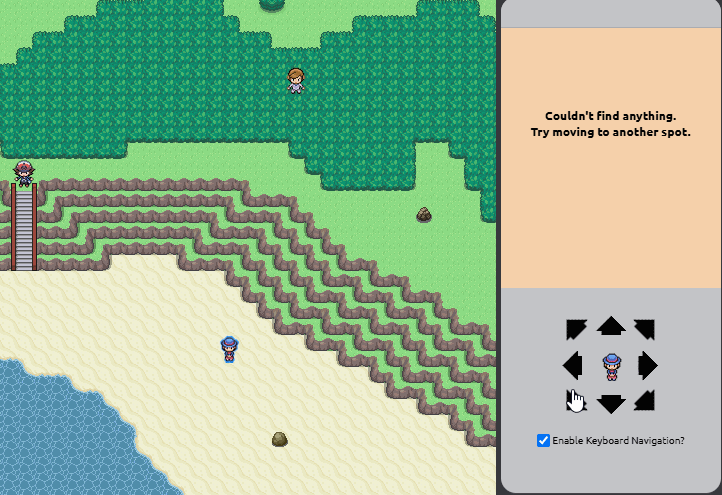 Couldn't find anything.
Try moving to another spot.
Enable Keyboard Navigation?